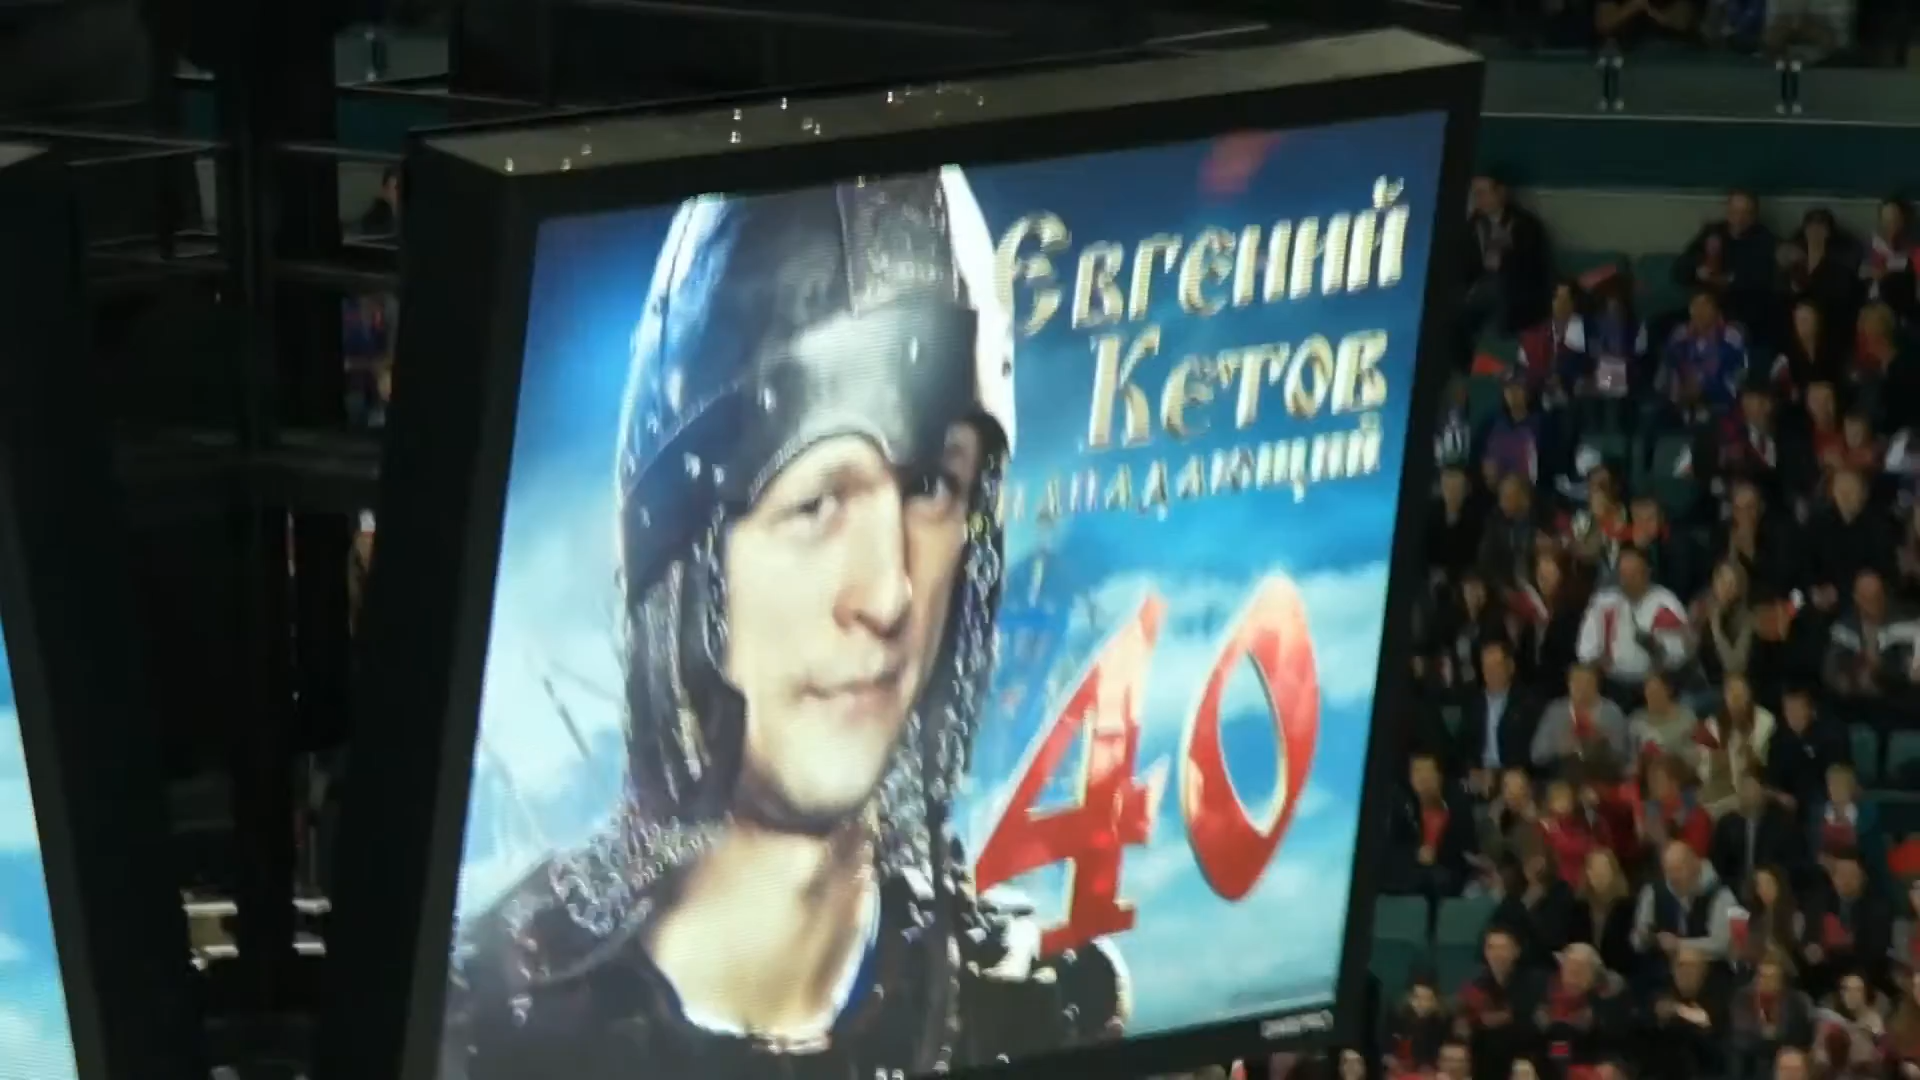 Евгений
Кетов
нападающий
40